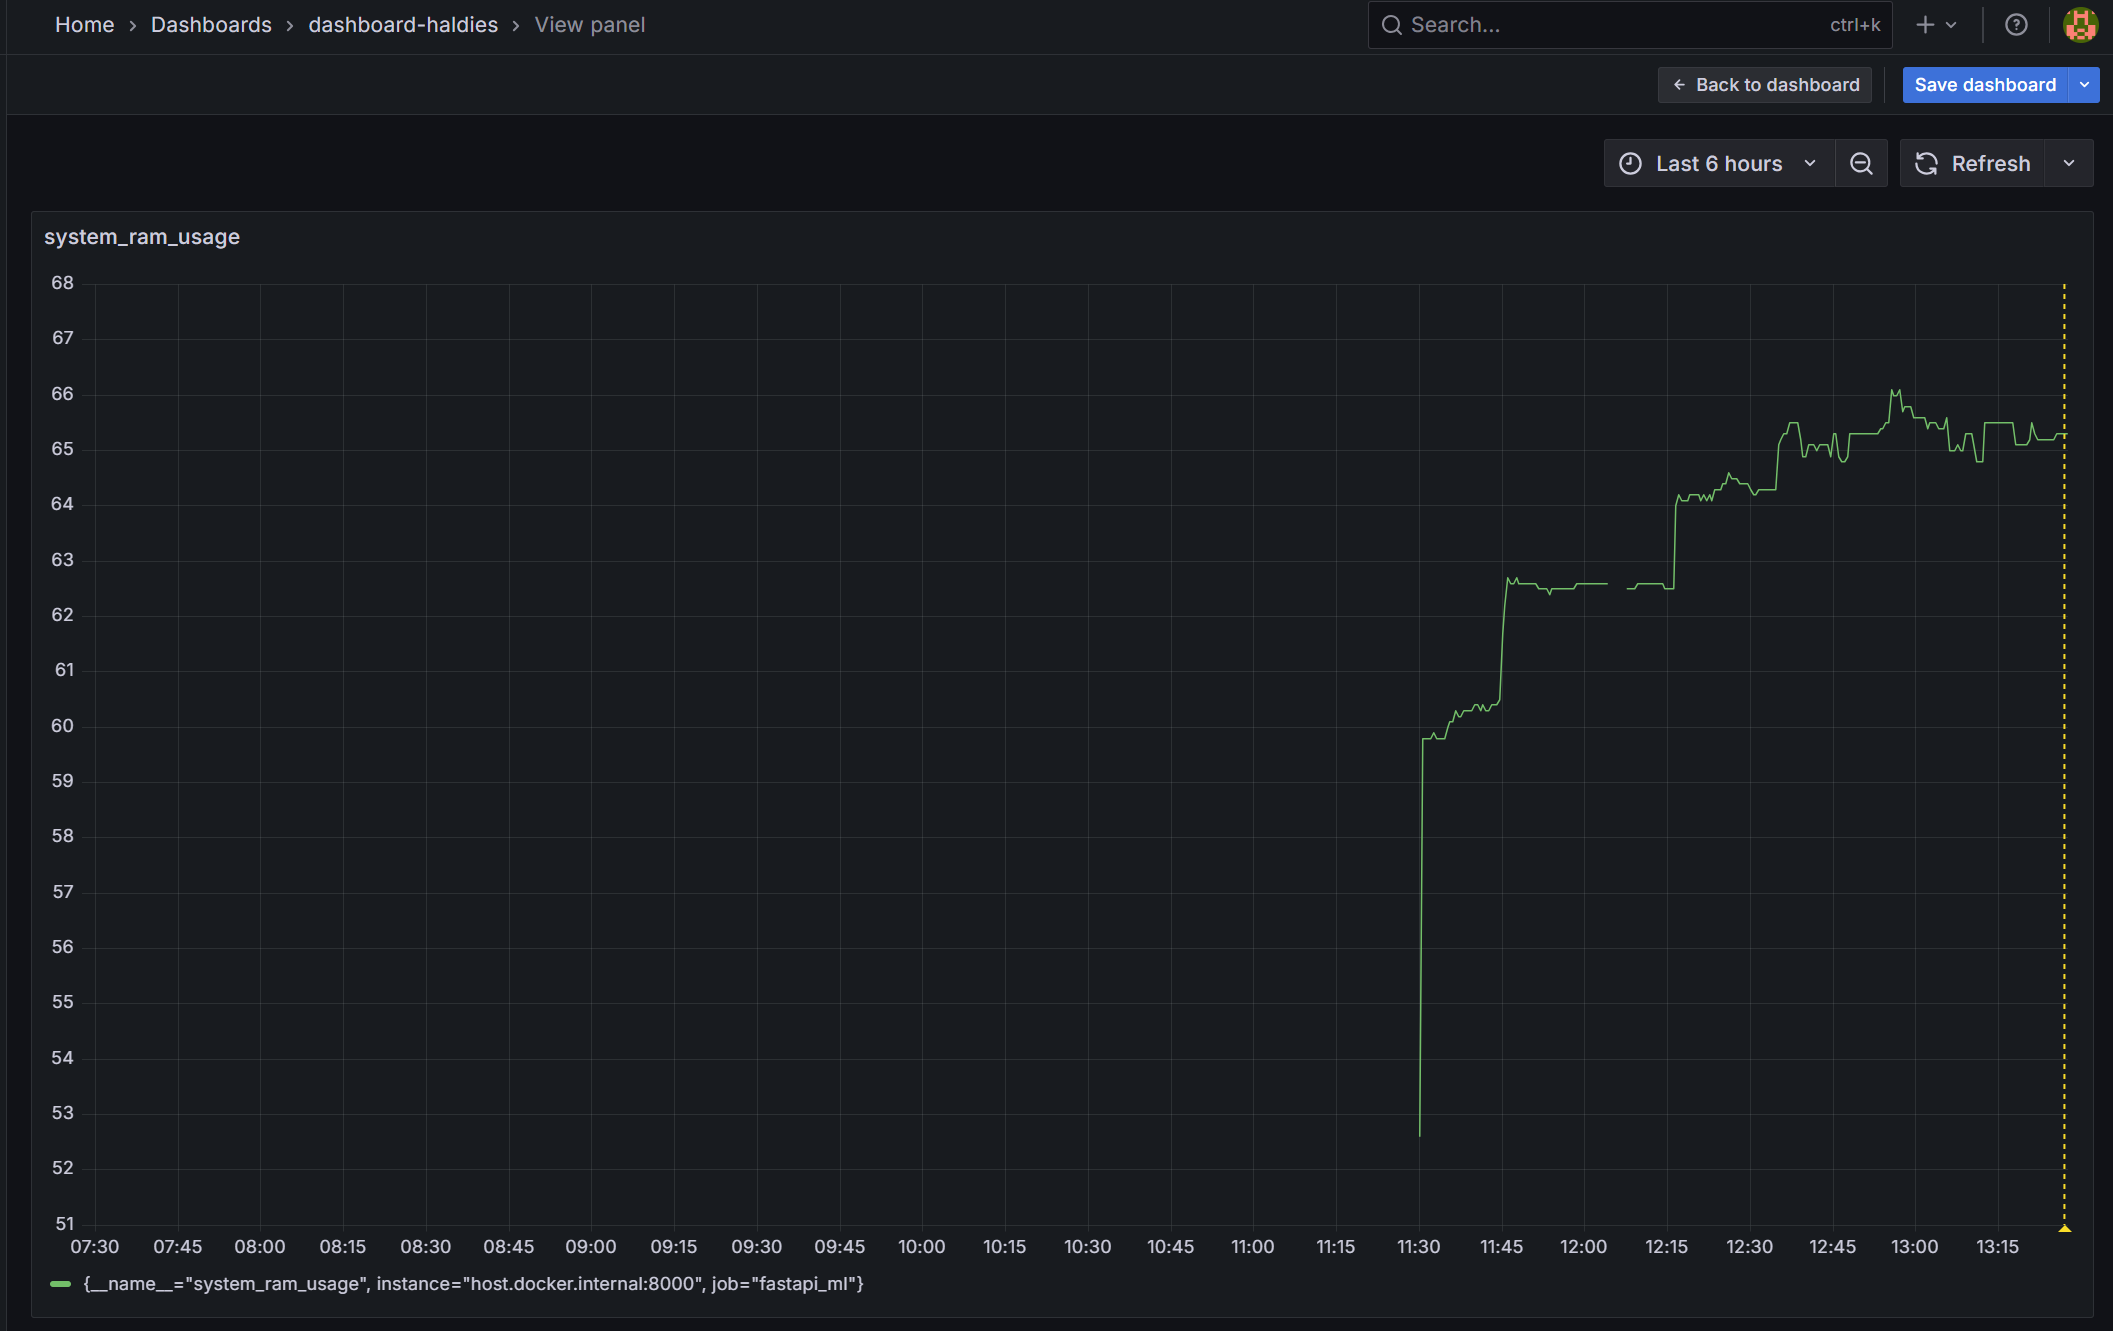 Home > Dashboards > dashboard-haldies > View panel
Search... ctrl+k
Back to dashboard
Save dashboard
Last 6 hours
Refresh
system_ram_usage
68
67
66
65
64
63
62
61
60
59
58
57
56
55
54
53
52
51
07:30 07:45 08:00 08:15 08:30 08:45 09:00 09:15 09:30 09:45 10:00 10:15 10:30 10:45 11:00 11:15 11:30 11:45 12:00 12:15 12:30 12:45 13:00 13:15
{__name__="system_ram_usage", instance="host.docker.internal:8000", job="fastapi_ml"}